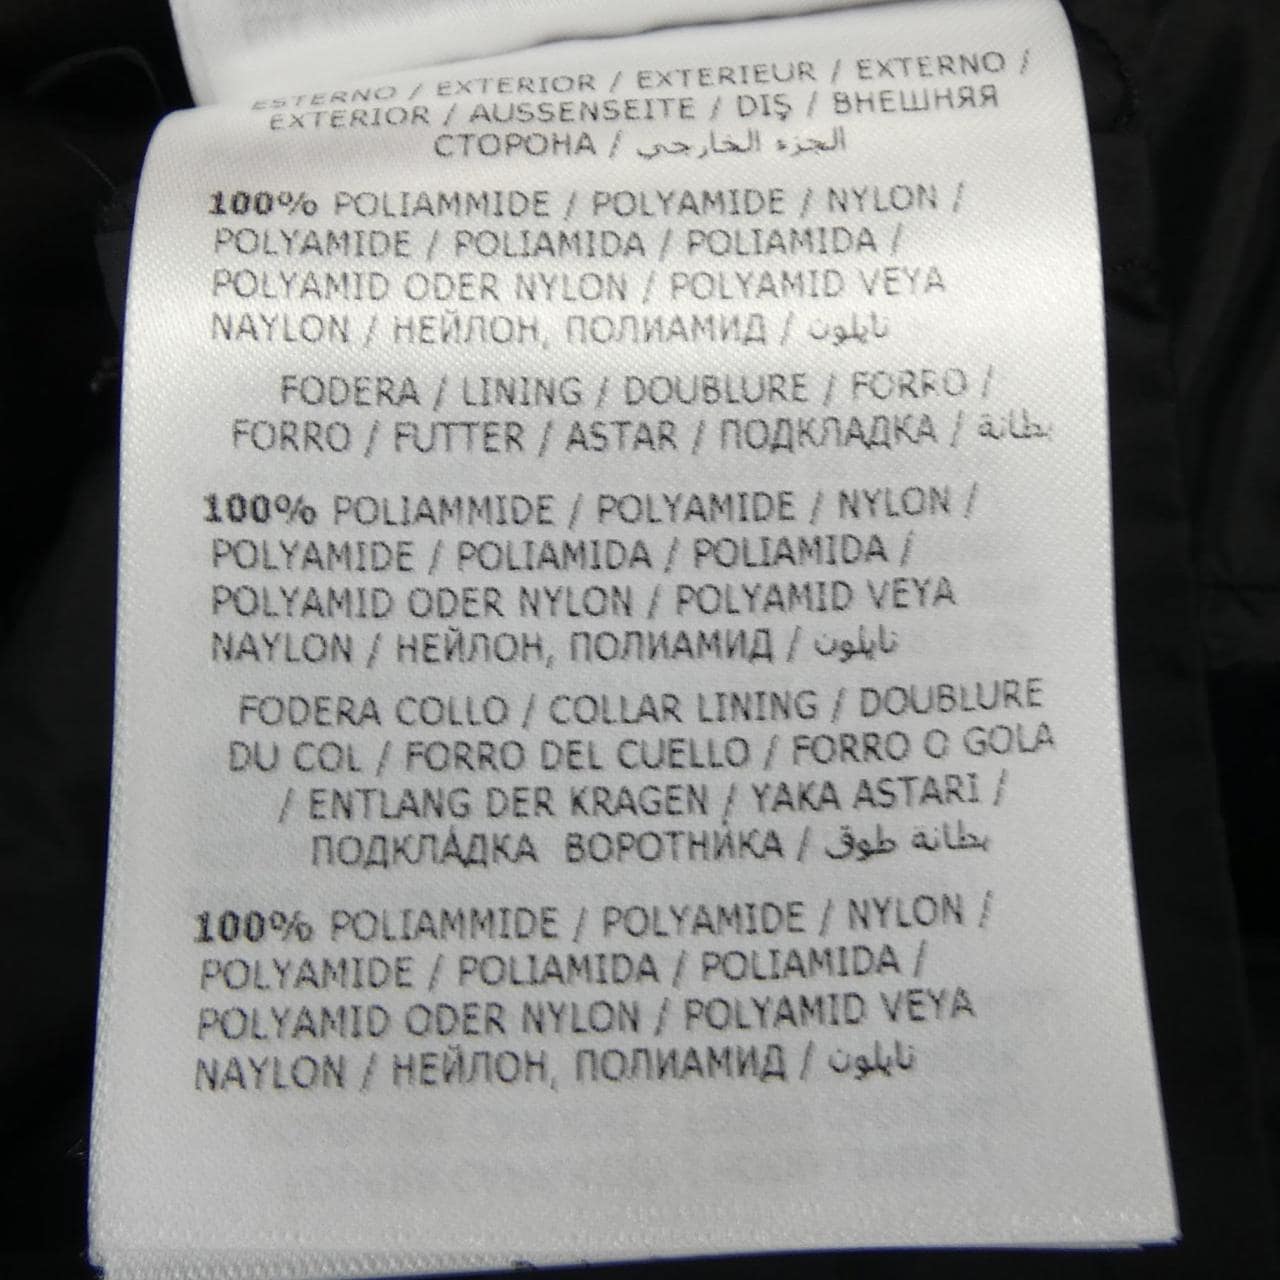 ESTERNO / EXTERIOR / EXTERIEUR / EXTERNO /
EXTERIOR / AUSSENSEITE / DIŞ / ВНЕШНЯЯ
СТОРОНА / الجزء الخارجي
100% POLIAMMIDE / POLYAMIDE / NYLON /
POLYAMIDE / POLIAMIDA / POLIAMIDA /
POLYAMID ODER NYLON / POLYAMID VEYA
NAYLON / НЕЙЛОН, ПОЛИАМИД / نايلون
FODERA / LINING / DOUBLURE / FORRO /
FORRO / FUTTER / ASTAR / ПОДКЛАДКА / بطانة
100% POLIAMMIDE / POLYAMIDE / NYLON /
POLYAMIDE / POLIAMIDA / POLIAMIDA /
POLYAMID ODER NYLON / POLYAMID VEYA
NAYLON / НЕЙЛОН, ПОЛИАМИД / نايلون
FODERA COLLO / COLLAR LINING / DOUBLURE
DU COL / FORRO DEL CUELLO / FORRO O GOLA
/ ENTLANG DER KRAGEN / YAKA ASTARI /
ПОДКЛА́ДКА ВОРОТНИ́КА / بطانة طوق
100% POLIAMMIDE / POLYAMIDE / NYLON /
POLYAMIDE / POLIAMIDA / POLIAMIDA /
POLYAMID ODER NYLON / POLYAMID VEYA
NAYLON / НЕЙЛОН, ПОЛИАМИД / نايلون